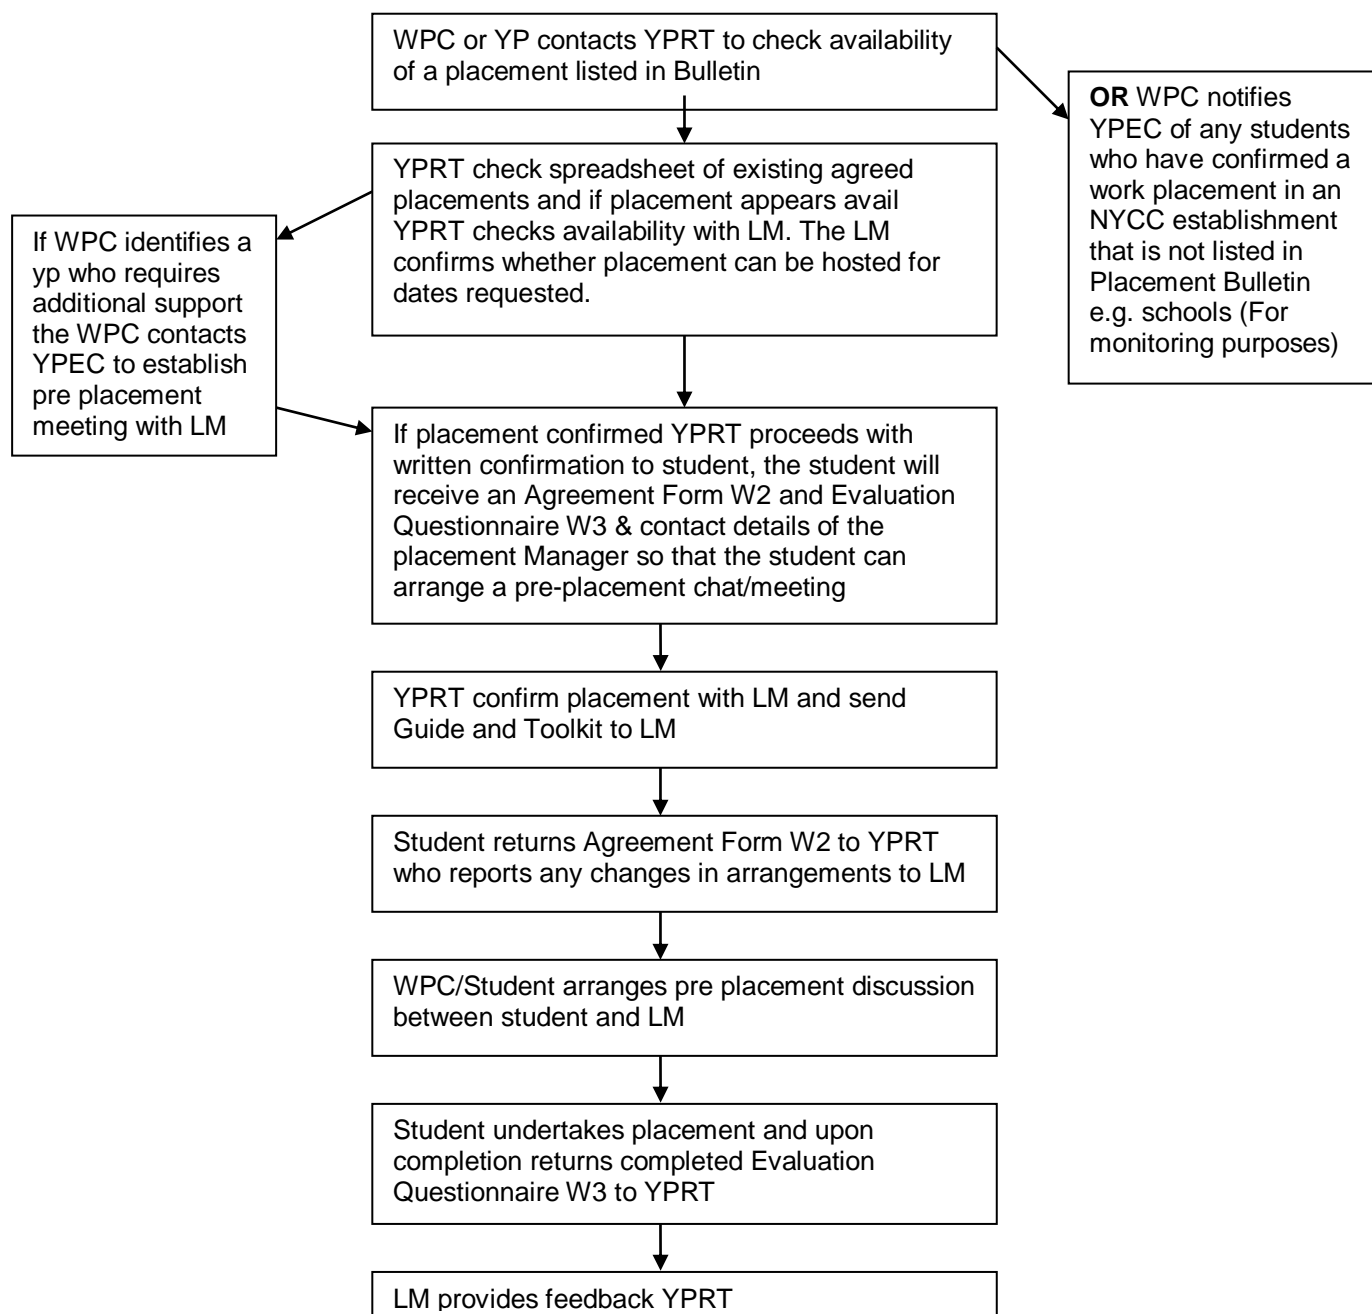 WPC or YP contacts YPRT to check availability
of a placement listed in Bulletin
OR WPC notifies
YPEC of any students
who have confirmed a
work placement in an
NYCC establishment
that is not listed in
Placement Bulletin
e.g. schools (For
monitoring purposes)
YPRT check spreadsheet of existing agreed
placements and if placement appears avail
YPRT checks availability with LM. The LM
confirms whether placement can be hosted for
dates requested.
If WPC identifies a
yp who requires
additional support
the WPC contacts
YPEC to establish
pre placement
meeting with LM
If placement confirmed YPRT proceeds with
written confirmation to student, the student will
receive an Agreement Form W2 and Evaluation
Questionnaire W3 & contact details of the
placement Manager so that the student can
arrange a pre-placement chat/meeting
YPRT confirm placement with LM and send
Guide and Toolkit to LM
Student returns Agreement Form W2 to YPRT
who reports any changes in arrangements to LM
WPC/Student arranges pre placement discussion
between student and LM
Student undertakes placement and upon
completion returns completed Evaluation
Questionnaire W3 to YPRT
LM provides feedback YPRT